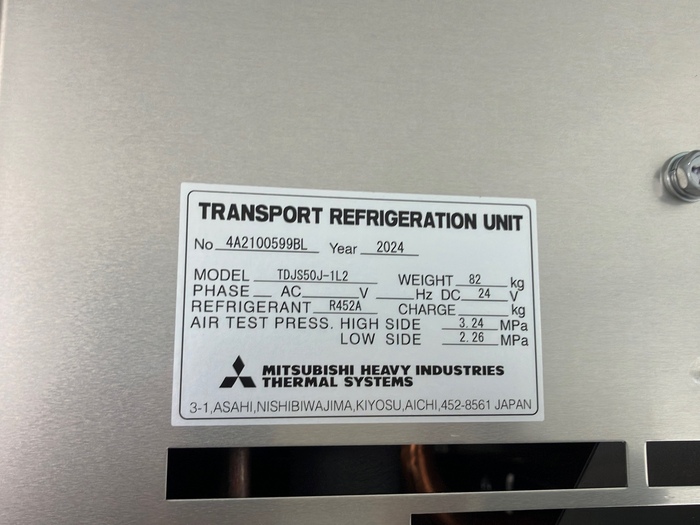 TRANSPORT REFRIGERATION UNIT
No 4A2100599BL Year 2024
MODEL TDJS50J-1L2 WEIGHT 82 kg
PHASE AC V Hz DC 24 V
REFRIGERANT R452A CHARGE kg
AIR TEST PRESS. HIGH SIDE 3.24 MPa
LOW SIDE 2.26 MPa
MITSUBISHI HEAVY INDUSTRIES
THERMAL SYSTEMS
3-1,ASAHI,NISHIBIWAJIMA,KIYOSU,AICHI,452-8561 JAPAN